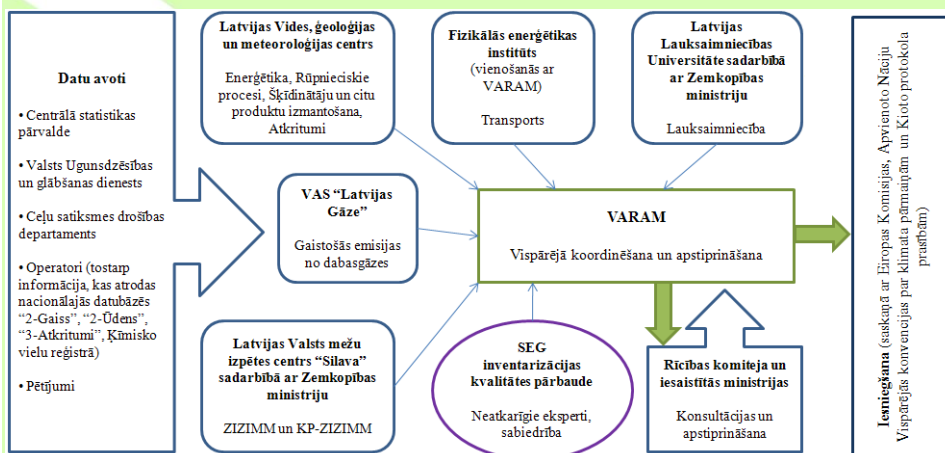 Datu avoti
• Centrālā statistikas
pārvalde
• Valsts Ugunsdzēsības
un glābšanas dienests
• Ceļu satiksmes drošības
departaments
• Operatori (tostarp
informācija, kas atrodas
nacionālajās datubāzēs
“2-Gaiss”, “2-Ūdens”,
“3-Atkritumi”, Ķīmisko
vielu reģistrā)
• Pētījumi
Latvijas Vides, ģeoloģijas
un meteoroloģijas centrs
Enerģētika, Rūpnieciskie
procesi, Šķīdinātāju un citu
produktu izmantošana,
Atkritumi
Fizikālās enerģētikas
institūts
(vienošanās ar
VARAM)
Transports
Latvijas
Lauksaimniecības
Universitāte sadarbībā
ar Zemkopības
ministriju
Lauksaimniecība
VAS “Latvijas
Gāze”
Gaistošās emisijas
no dabasgāzes
VARAM
Vispārējā koordinēšana un apstiprināšana
Latvijas Valsts mežu
izpētes centrs “Silava”
sadarbībā ar Zemkopības
ministriju
ZIZIMM un KP-ZIZIMM
SEG
inventarizācijas
kvalitātes pārbaude
Neatkarīgie eksperti,
sabiedrība
Rīcības komiteja un
iesaistītās ministrijas
Konsultācijas un
apstiprināšana
Iesniegšana (saskaņā ar Eiropas Komisijas, Apvienoto Nāciju
Vispārējās konvencijas par klimata pārmaiņām un Kioto protokola
prasībām)